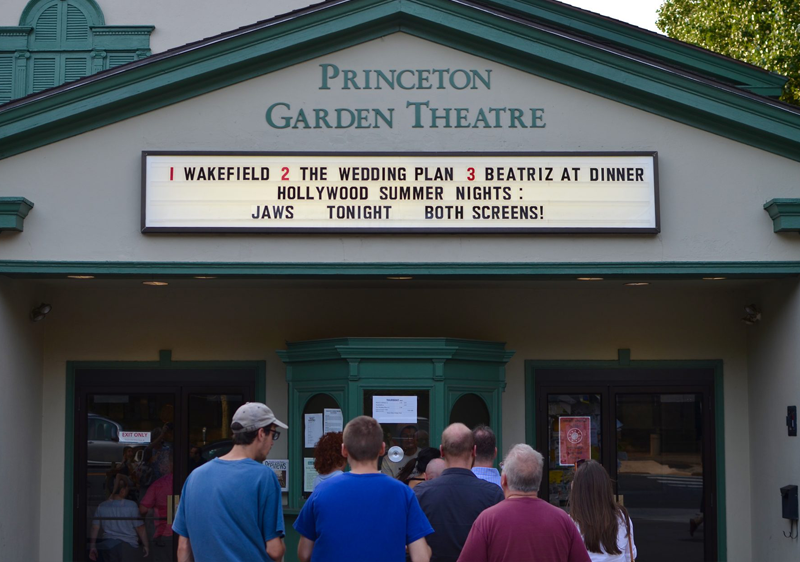 PRINCETON
GARDEN THEATRE
1 WAKEFIELD 2 THE WEDDING PLAN 3 BEATRIZ AT DINNER
HOLLYWOOD SUMMER NIGHTS :
JAWS TONIGHT BOTH SCREENS!
EXIT ONLY